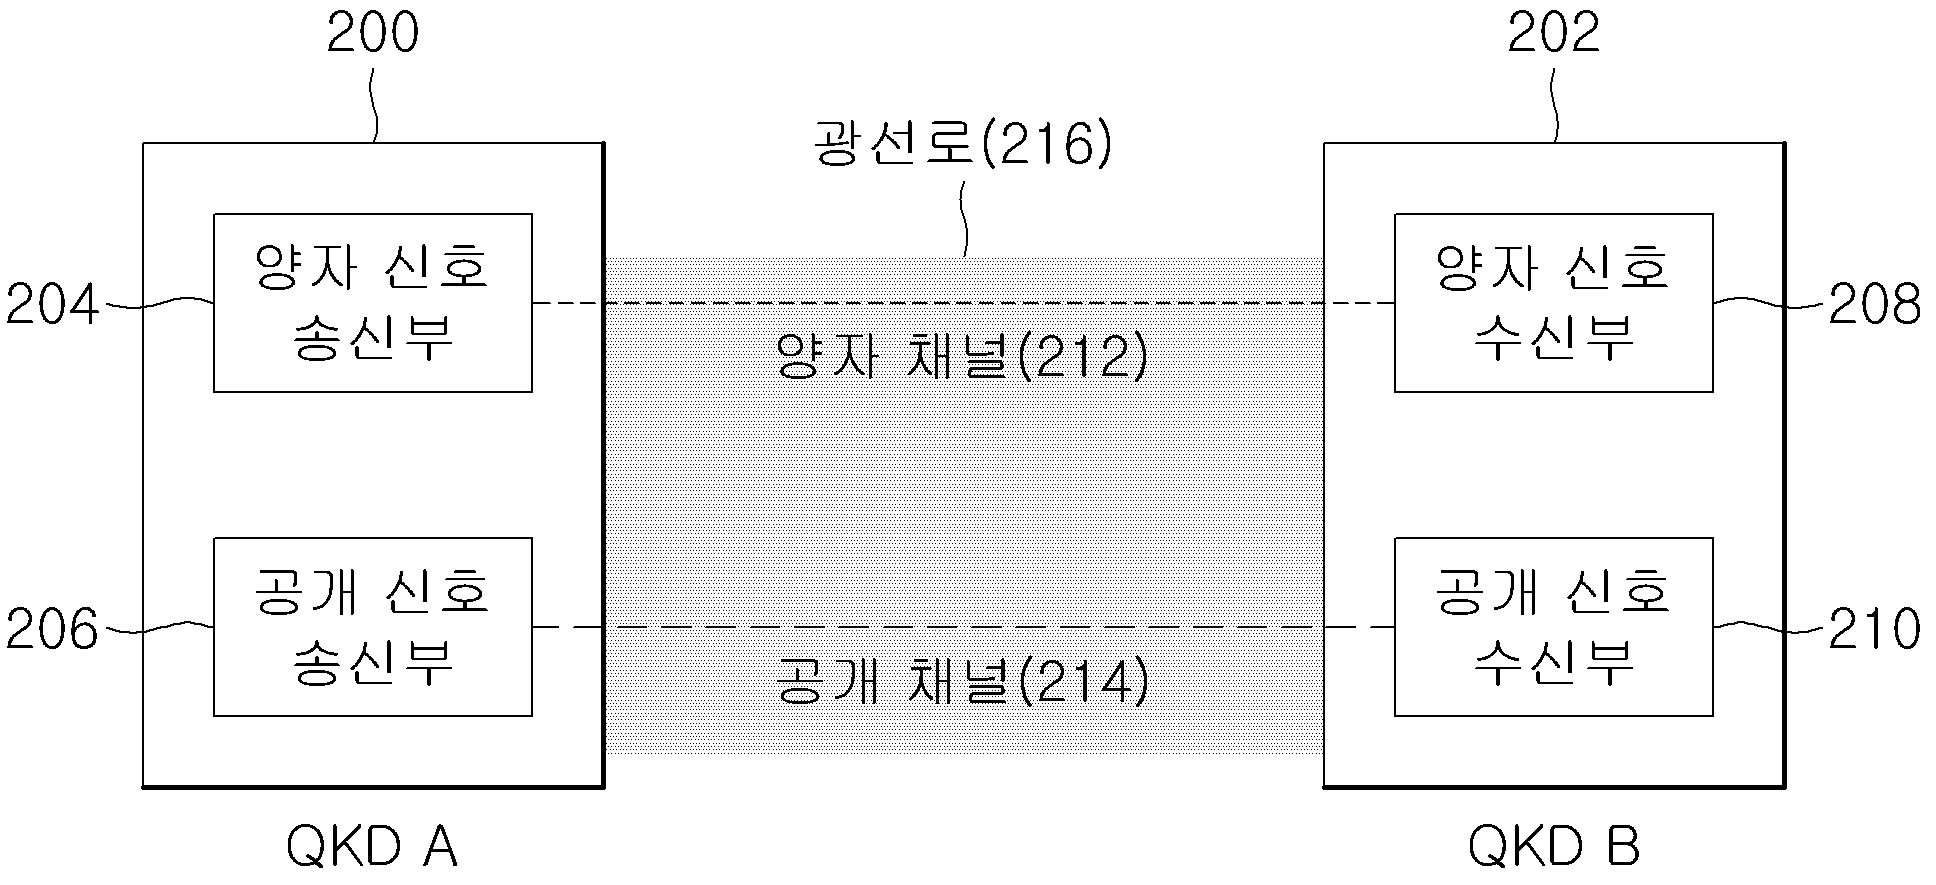 200
202
광선로(216)
양자 신호
송신부
204
양자 채널(212)
양자 신호
수신부
208
공개 신호
송신부
206
공개 채널(214)
공개 신호
수신부
210
QKD A
QKD B